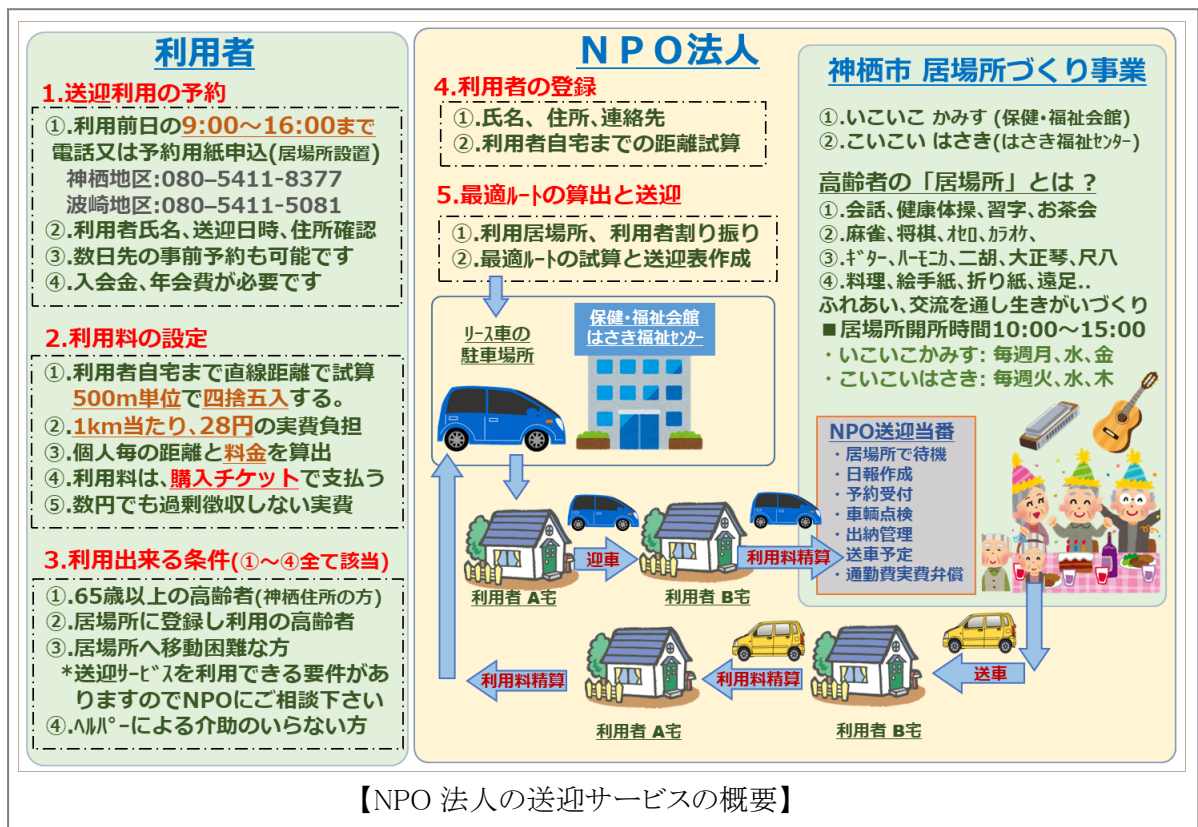 利用者
1.送迎利用の予約
①.利用前日の9:00～16:00まで
電話又は予約用紙申込(居場所設置)
神栖地区:080–5411-8377
波崎地区:080–5411-5081
②.利用者氏名、送迎日時、住所確認
③.数日先の事前予約も可能です
④.入会金、年会費が必要です
2.利用料の設定
①.利用者自宅まで直線距離で試算
500m単位で四捨五入する。
②.1km当たり、28円の実費負担
③.個人毎の距離と料金を算出
④.利用料は、購入チケットで支払う
⑤.数円でも過剰徴収しない実費
3.利用出来る条件(①～④全て該当)
①.65歳以上の高齢者(神栖住所の方)
②.居場所に登録し利用の高齢者
③.居場所へ移動困難な方
*送迎ｻｰﾋﾞｽを利用できる要件があ
りますのでNPOにご相談下さい
④.ﾍﾙﾊﾟｰによる介助のいらない方
NPO法人
4.利用者の登録
①.氏名、住所、連絡先
②.利用者自宅までの距離試算
5.最適ﾙｰﾄの算出と送迎
①.利用居場所、利用者割り振り
②.最適ﾙｰﾄの試算と送迎表作成
ﾘｰｽ車の
駐車場所
保健・福祉会館
はさき福祉ｾﾝﾀｰ
神栖市 居場所づくり事業
①.いこいこ かみす (保健・福祉会館)
②.こいこい はさき(はさき福祉ｾﾝﾀｰ)
高齢者の「居場所」とは ?
①.会話、健康体操、習字、お茶会
②.麻雀、将棋、ｵｾﾛ、ｶﾗｵｹ、
③.ｷﾞﾀｰ、ﾊｰﾓﾆｶ、二胡、大正琴、尺八
④.料理、絵手紙、折り紙、遠足..
ふれあい、交流を通し生きがいづくり
■居場所開所時間10:00～15:00
・いこいこかみす: 毎週月、水、金
・こいこいはさき: 毎週火、水、木
NPO送迎当番
・居場所で待機
・日報作成
・予約受付
・車輌点検
・出納管理
・送車予定
・通勤費実費弁償
迎車
利用料精算
利用者 A宅
利用者 B宅
送車
利用料精算
利用料精算
利用者 A宅
利用者 B宅
【NPO 法人の送迎サービスの概要】